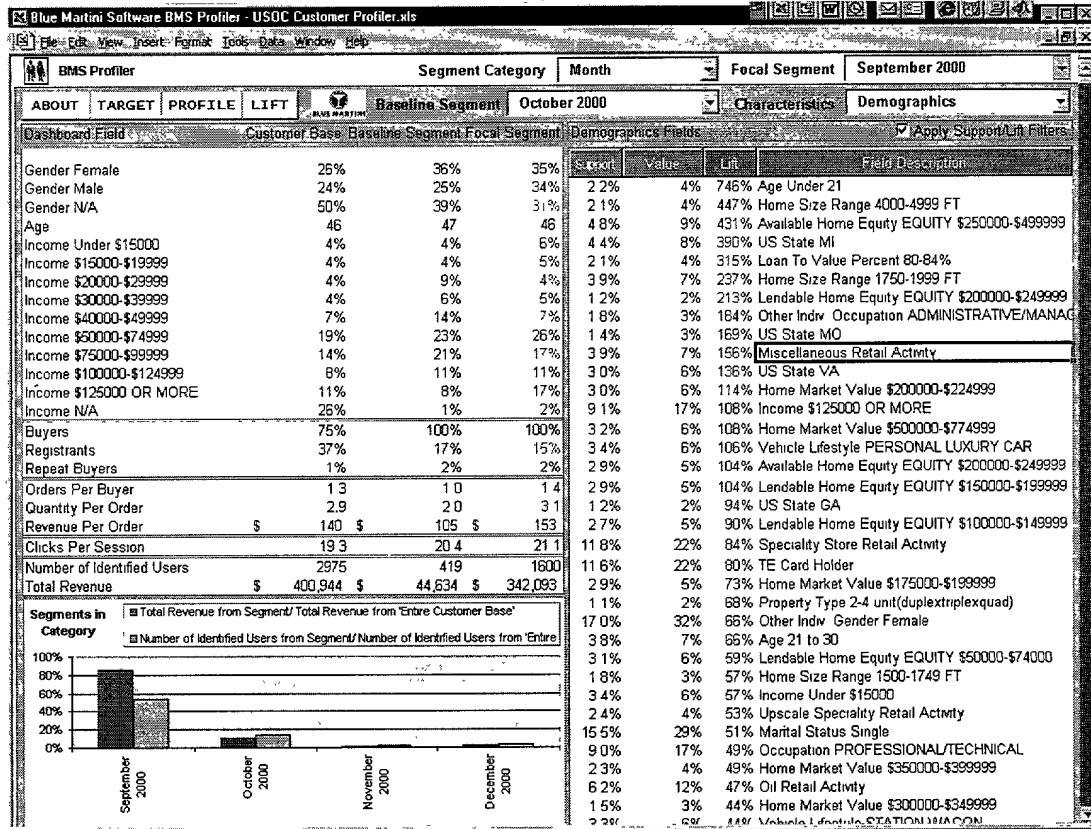 Blue Martini Software BMS Profiler - USOC Customer Profiler.xls
File Edit View Insert Format Tools Data Window Help
BMS Profiler Segment Category Month Focal Segment September 2000
ABOUT TARGET PROFILE LIFT BLUE MARTINI Baseline Segment October 2000 Characteristics Demographics
Dashboard Field Customer Base Baseline Segment Focal Segment
Gender Female 26% 36% 35%
Gender Male 24% 25% 34%
Gender N/A 50% 39% 31%
Age 46 47 46
Income Under $15000 4% 4% 6%
Income $15000-$19999 4% 4% 5%
Income $20000-$29999 4% 9% 4%
Income $30000-$39999 4% 6% 5%
Income $40000-$49999 7% 14% 7%
Income $50000-$74999 19% 23% 26%
Income $75000-$99999 14% 21% 17%
Income $100000-$124999 8% 11% 11%
Income $125000 OR MORE 11% 8% 17%
Income N/A 26% 1% 2%
Buyers 75% 100% 100%
Registrants 37% 17% 15%
Repeat Buyers 1% 2% 2%
Orders Per Buyer 1 3 1 0 1 4
Quantity Per Order 2.9 2 0 3 1
Revenue Per Order $ 140 $ 105 $ 153
Clicks Per Session 19 3 20 4 21 1
Number of Identified Users 2975 419 1600
Total Revenue $ 400,944 $ 44,634 $ 342,093
Segments in Category
Total Revenue from Segment/ Total Revenue from 'Entire Customer Base'
Number of Identified Users from Segment/ Number of Identified Users from 'Entire
100%
80%
60%
40%
20%
0%
September 2000
October 2000
November 2000
December 2000
Demographics Fields Apply Support/Lift Filters
Support Value Lift Field Description
2 2% 4% 746% Age Under 21
2 1% 4% 447% Home Size Range 4000-4999 FT
4 8% 9% 431% Available Home Equity EQUITY $250000-$499999
4 4% 8% 390% US State MI
2 1% 4% 315% Loan To Value Percent 80-84%
3 9% 7% 237% Home Size Range 1750-1999 FT
1 2% 2% 213% Lendable Home Equity EQUITY $200000-$249999
1 8% 3% 184% Other Indiv Occupation ADMINISTRATIVE/MANAG
1 4% 3% 169% US State MO
3 9% 7% 156% Miscellaneous Retail Activity
3 0% 6% 136% US State VA
3 0% 6% 114% Home Market Value $200000-$224999
9 1% 17% 108% Income $125000 OR MORE
3 2% 6% 108% Home Market Value $500000-$774999
3 4% 6% 106% Vehicle Lifestyle PERSONAL LUXURY CAR
2 9% 5% 104% Available Home Equity EQUITY $200000-$249999
2 9% 5% 104% Lendable Home Equity EQUITY $150000-$199999
1 2% 2% 94% US State GA
2 7% 5% 90% Lendable Home Equity EQUITY $100000-$149999
11 8% 22% 84% Speciality Store Retail Activity
11 6% 22% 80% TE Card Holder
2 9% 5% 73% Home Market Value $175000-$199999
1 1% 2% 68% Property Type 2-4 unit(duplextriplexquad)
17 0% 32% 66% Other Indiv Gender Female
3 8% 7% 66% Age 21 to 30
3 1% 6% 59% Lendable Home Equity EQUITY $50000-$74000
1 8% 3% 57% Home Size Range 1500-1749 FT
3 4% 6% 57% Income Under $15000
2 4% 4% 53% Upscale Speciality Retail Activity
15 5% 29% 51% Marital Status Single
9 0% 17% 49% Occupation PROFESSIONAL/TECHNICAL
2 3% 4% 49% Home Market Value $350000-$399999
6 2% 12% 47% Oil Retail Activity
1 5% 3% 44% Home Market Value $300000-$349999
44% Vehicle Lifestyle STATION WAGON